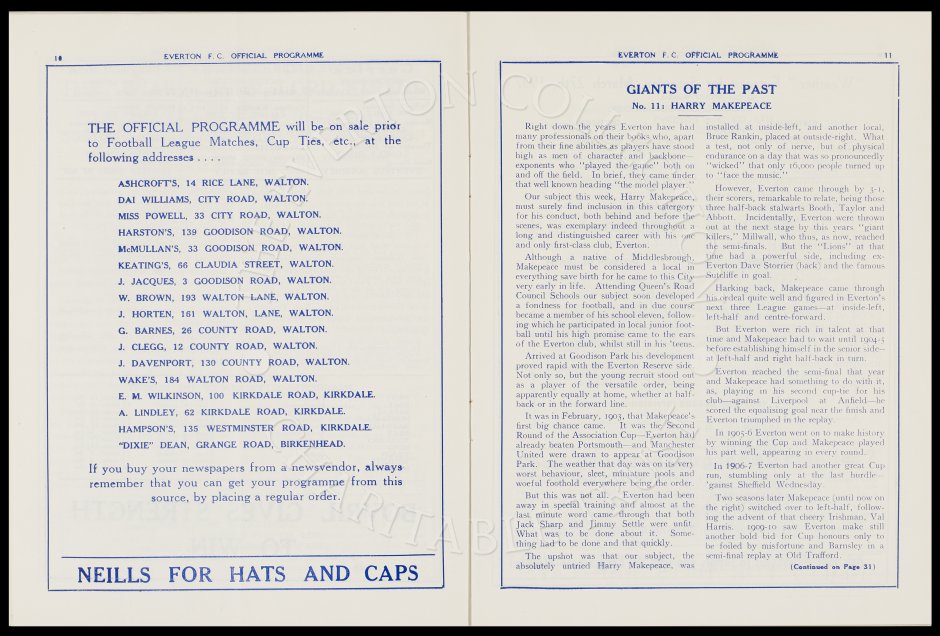 10
EVERTON F. C. OFFICIAL PROGRAMME
THE OFFICIAL PROGRAMME will be on sale prior
to Football League Matches, Cup Ties, etc., at the
following addresses . . . .
ASHCROFT'S, 14 RICE LANE, WALTON.
DAI WILLIAMS, CITY ROAD, WALTON.
MISS POWELL, 33 CITY ROAD, WALTON.
HARSTON'S, 139 GOODISON ROAD, WALTON.
McMULLAN'S, 33 GOODISON ROAD, WALTON.
KEATING'S, 66 CLAUDIA STREET, WALTON.
J. JACQUES, 3 GOODISON ROAD, WALTON.
W. BROWN, 193 WALTON LANE, WALTON.
J. HORTEN, 161 WALTON, LANE, WALTON.
G. BARNES, 26 COUNTY ROAD, WALTON.
J. CLEGG, 12 COUNTY ROAD, WALTON.
J. DAVENPORT, 130 COUNTY ROAD, WALTON.
WAKE'S, 184 WALTON ROAD, WALTON.
E. M. WILKINSON, 100 KIRKDALE ROAD, KIRKDALE.
A. LINDLEY, 62 KIRKDALE ROAD, KIRKDALE.
HAMPSON'S, 135 WESTMINSTER ROAD, KIRKDALE.
"DIXIE" DEAN, GRANGE ROAD, BIRKENHEAD.
If you buy your newspapers from a newsvendor, always
remember that you can get your programme from this
source, by placing a regular order.
NEILLS FOR HATS AND CAPS
EVERTON F. C. OFFICIAL PROGRAMME
11
GIANTS OF THE PAST
No. 11: HARRY MAKEPEACE
Right down the years Everton have had
many professionals on their books who, apart
from their fine abilities as players have stood
high as men of character and backbone—
exponents who "played the game" both on
and off the field. In brief, they came under
that well known heading "the model player."
Our subject this week, Harry Makepeace,
must surely find inclusion in this catergory
for his conduct, both behind and before the
scenes, was exemplary indeed throughout a
long and distinguished career with his one
and only first-class club, Everton.
Although a native of Middlesbrough,
Makepeace must be considered a local in
everything save birth for he came to this City
very early in life. Attending Queen's Road
Council Schools our subject soon developed
a fondness for football, and in due course
became a member of his school eleven, follow-
ing which he participated in local junior foot-
ball until his high promise came to the ears
of the Everton club, whilst still in his 'teens.
Arrived at Goodison Park his development
proved rapid with the Everton Reserve side.
Not only so, but the young recruit stood out
as a player of the versatile order, being
apparently equally at home, whether at half-
back or in the forward line.
It was in February, 1903, that Makepeace's
first big chance came. It was the Second
Round of the Association Cup—Everton had
already beaten Portsmouth—and Manchester
United were drawn to appear at Goodison
Park. The weather that day was on its very
worst behaviour, sleet, miniature pools and
woeful foothold everywhere being the order.
But this was not all. Everton had been
away in special training and almost at the
last minute word came through that both
Jack Sharp and Jimmy Settle were unfit.
What was to be done about it. Some-
thing had to be done and that quickly.
The upshot was that our subject, the
absolutely untried Harry Makepeace, was
installed at inside-left, and another local,
Bruce Rankin, placed at outside-right. What
a test, not only of nerve, but of physical
endurance on a day that was so pronouncedly
"wicked" that only 16,000 people turned up
to "face the music."
However, Everton came through by 3-1,
their scorers, remarkable to relate, being those
three half-back stalwarts Booth, Taylor and
Abbott. Incidentally, Everton were thrown
out at the next stage by this years "giant
killers," Millwall, who thus, as now, reached
the semi-finals. But the "Lions" at that
time had a powerful side, including ex-
Everton Dave Storrier (back) and the famous
Sutcliffe in goal.
Harking back, Makepeace came through
his ordeal quite well and figured in Everton's
next three League games—at inside-left,
left-half and centre-forward.
But Everton were rich in talent at that
time and Makepeace had to wait until 1904-5
before establishing himself in the senior side—
at left-half and right half-back in turn.
Everton reached the semi-final that year
and Makepeace had something to do with it,
as, playing in his second cup-tie for his
club—against Liverpool at Anfield—he
scored the equalising goal near the finish and
Everton triumphed in the replay.
In 1905-6 Everton went on to make history
by winning the Cup and Makepeace played
his part well, appearing in every round.
In 1906-7 Everton had another great Cup
run, stumbling only at the last hurdle—
'gainst Sheffield Wednesday.
Two seasons later Makepeace (until now on
the right) switched over to left-half, follow-
ing the advent of that cheery Irishman, Val
Harris. 1909-10 saw Everton make still
another bold bid for Cup honours only to
be foiled by misfortune and Barnsley in a
semi-final replay at Old Trafford.
(Continued on Page 31)